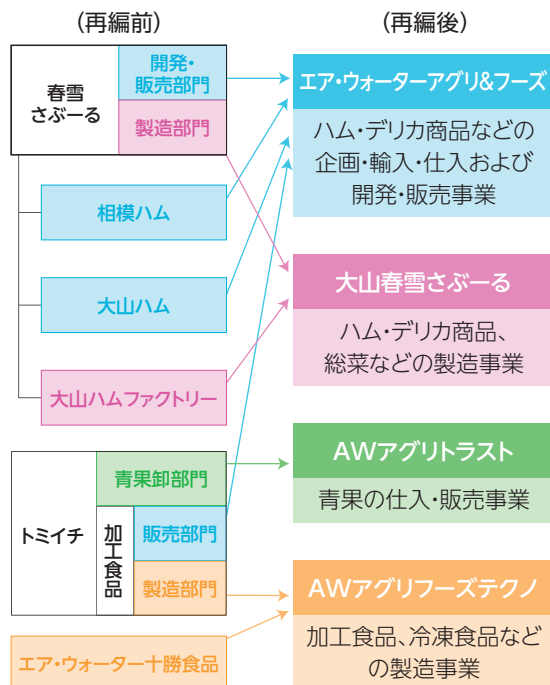 (再編前)
春雪
さぶーる
開発・
販売部門
製造部門
相模ハム
大山ハム
大山ハムファクトリー
トミイチ
青果卸部門
加工食品
販売部門
製造部門
エア・ウォーター十勝食品
(再編後)
エア・ウォーターアグリ&フーズ
ハム・デリカ商品などの
企画・輸入・仕入および
開発・販売事業
大山春雪さぶーる
ハム・デリカ商品、
総菜などの製造事業
AWアグリトラスト
青果の仕入・販売事業
AWアグリフーズテクノ
加工食品、冷凍食品など
の製造事業